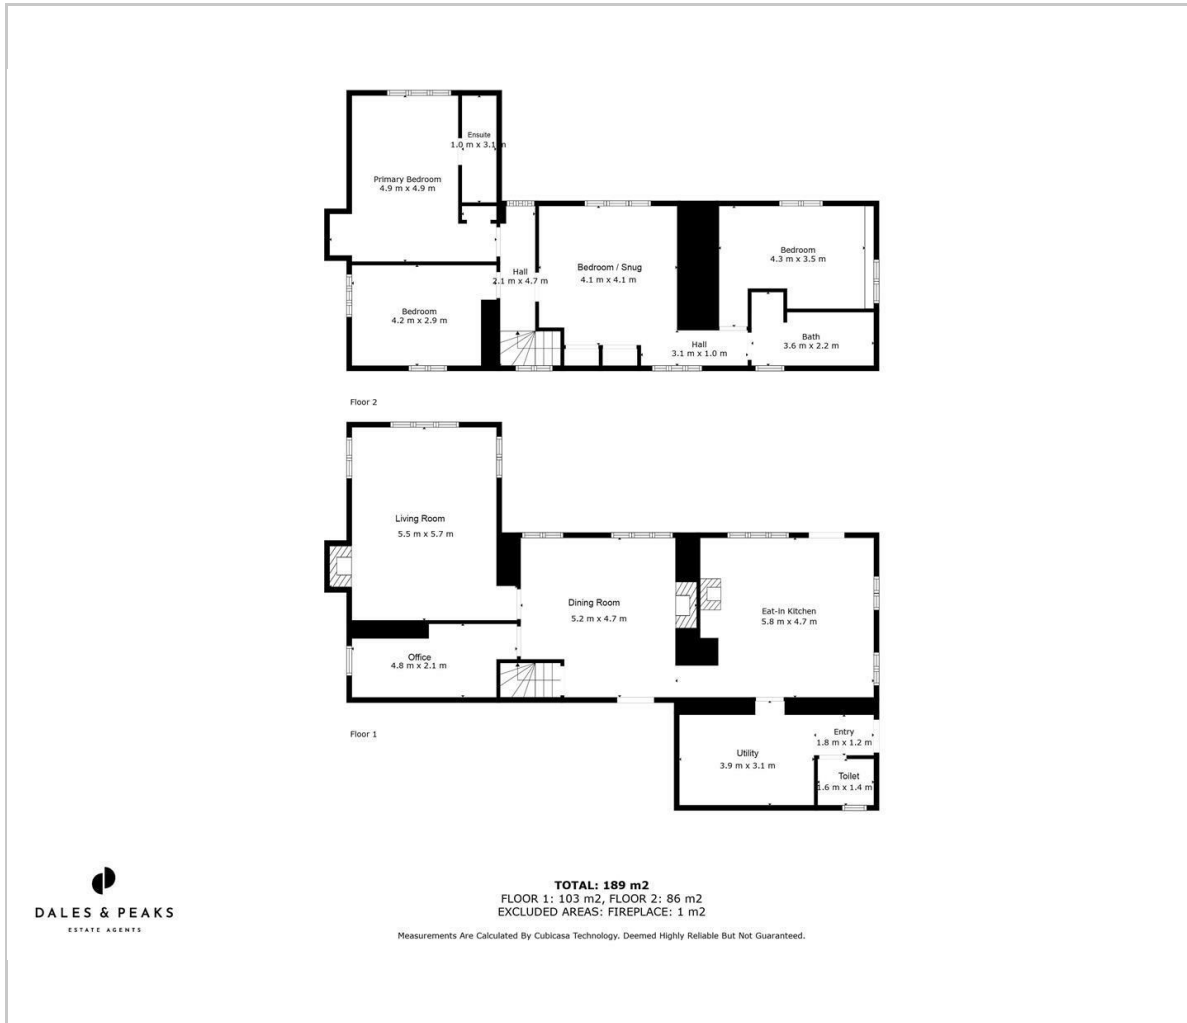 Ensuite
1.0 m x 3.1 m
Primary Bedroom
4.9 m x 4.9 m
Hall
2.1 m x 4.7 m
Bedroom / Snug
4.1 m x 4.1 m
Bedroom
4.3 m x 3.5 m
Bedroom
4.2 m x 2.9 m
Hall
3.1 m x 1.0 m
Bath
3.6 m x 2.2 m
Floor 2
Living Room
5.5 m x 5.7 m
Dining Room
5.2 m x 4.7 m
Eat-In Kitchen
5.8 m x 4.7 m
Office
4.8 m x 2.1 m
Floor 1
Entry
1.8 m x 1.2 m
Utility
3.9 m x 3.1 m
Toilet
1.6 m x 1.4 m
TOTAL: 189 m2
FLOOR 1: 103 m2, FLOOR 2: 86 m2
EXCLUDED AREAS: FIREPLACE: 1 m2
Measurements Are Calculated By Cubicasa Technology. Deemed Highly Reliable But Not Guaranteed.
DALES & PEAKS
ESTATE AGENTS